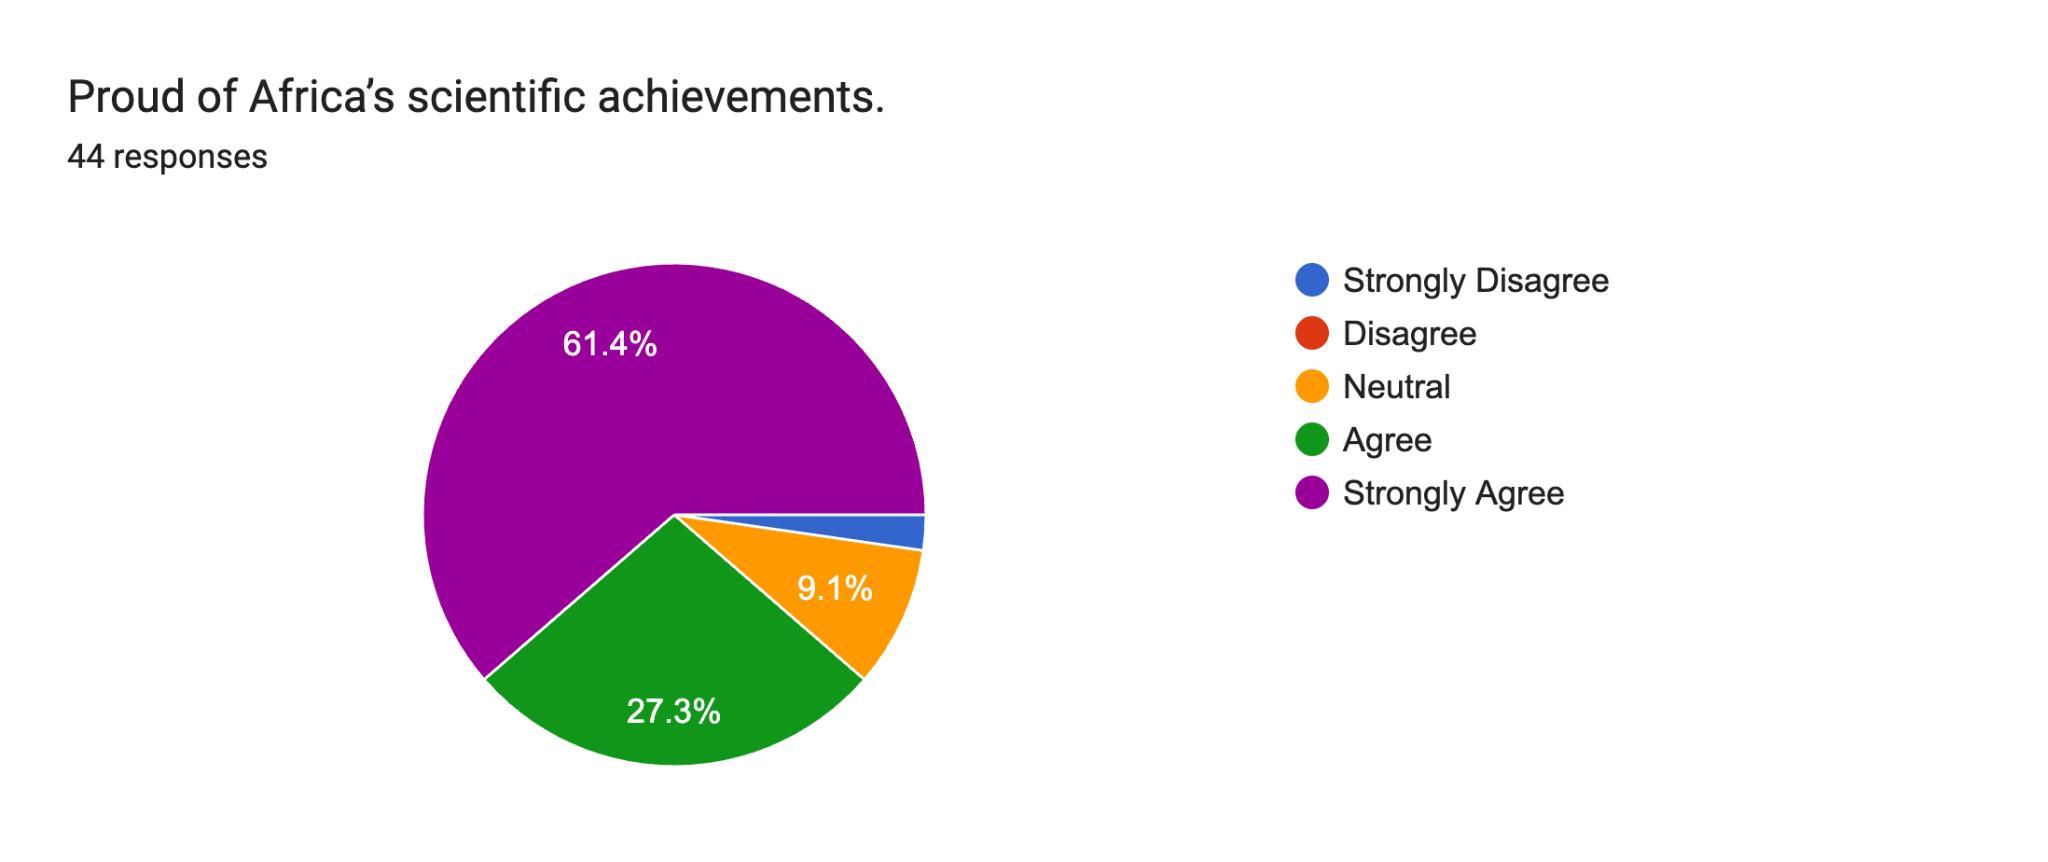 Proud of Africa’s scientific achievements.
44 responses
61.4%
9.1%
27.3%
Strongly Disagree
Disagree
Neutral
Agree
Strongly Agree